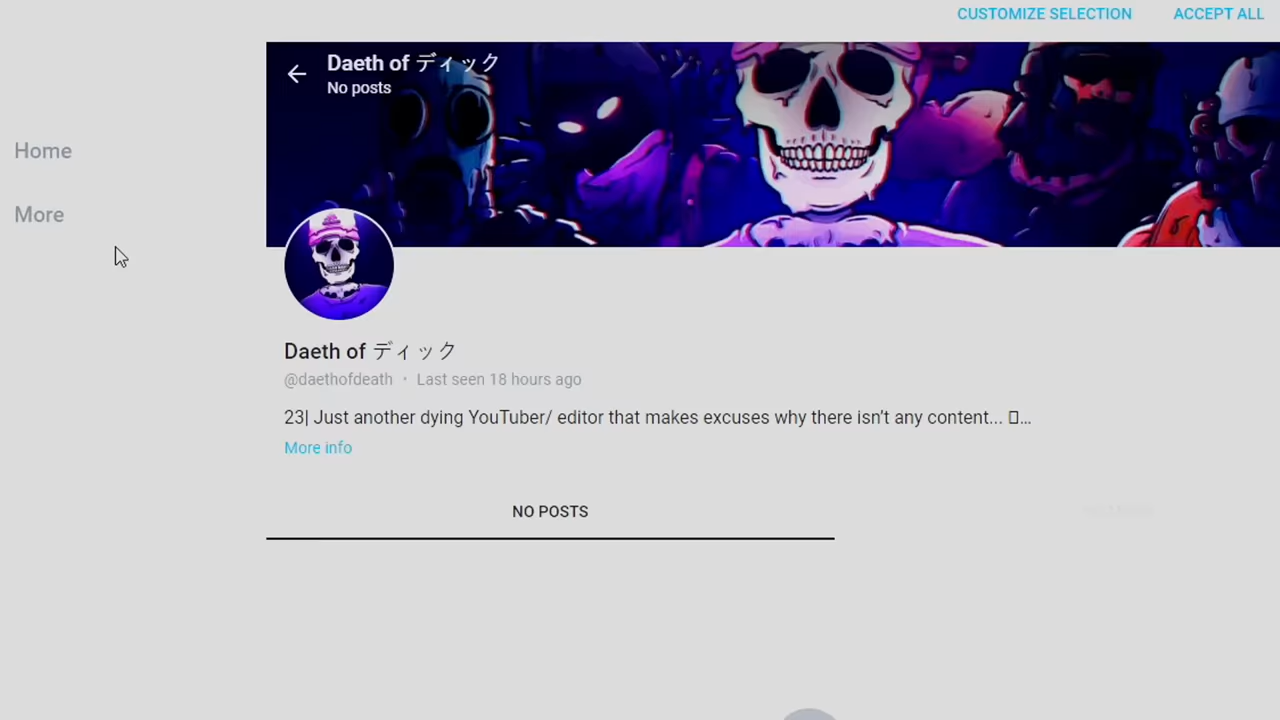 CUSTOMIZE SELECTION ACCEPT ALL
Daeth of ディック
No posts
Home
More
Daeth of ディック
@daethofdeath · Last seen 18 hours ago
23| Just another dying YouTuber/ editor that makes excuses why there isn't any content... ▯...
More info
NO POSTS